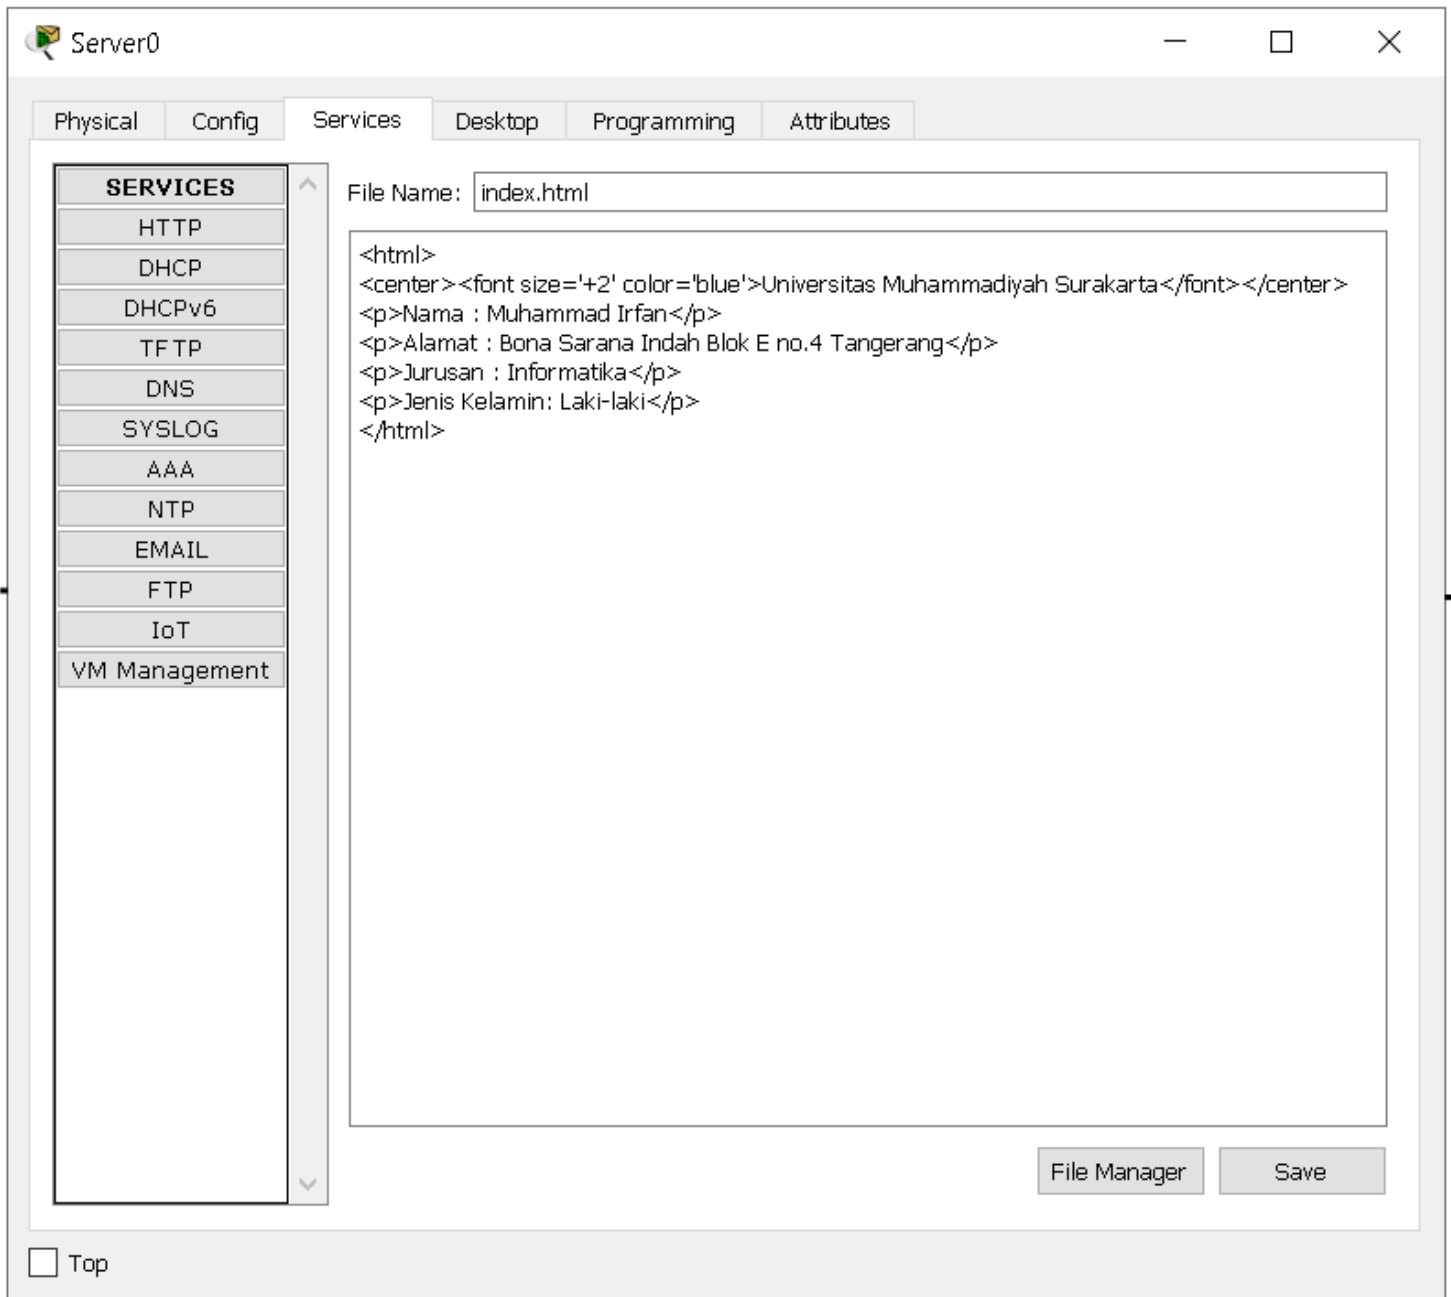 Server0
Physical Config Services Desktop Programming Attributes
SERVICES
HTTP
DHCP
DHCPv6
TFTP
DNS
SYSLOG
AAA
NTP
EMAIL
FTP
IoT
VM Management
File Name: index.html
<html>
<center><font size='+2' color='blue'>Universitas Muhammadiyah Surakarta</font></center>
<p>Nama : Muhammad Irfan</p>
<p>Alamat : Bona Sarana Indah Blok E no.4 Tangerang</p>
<p>Jurusan : Informatika</p>
<p>Jenis Kelamin: Laki-laki</p>
</html>
File Manager Save
Top